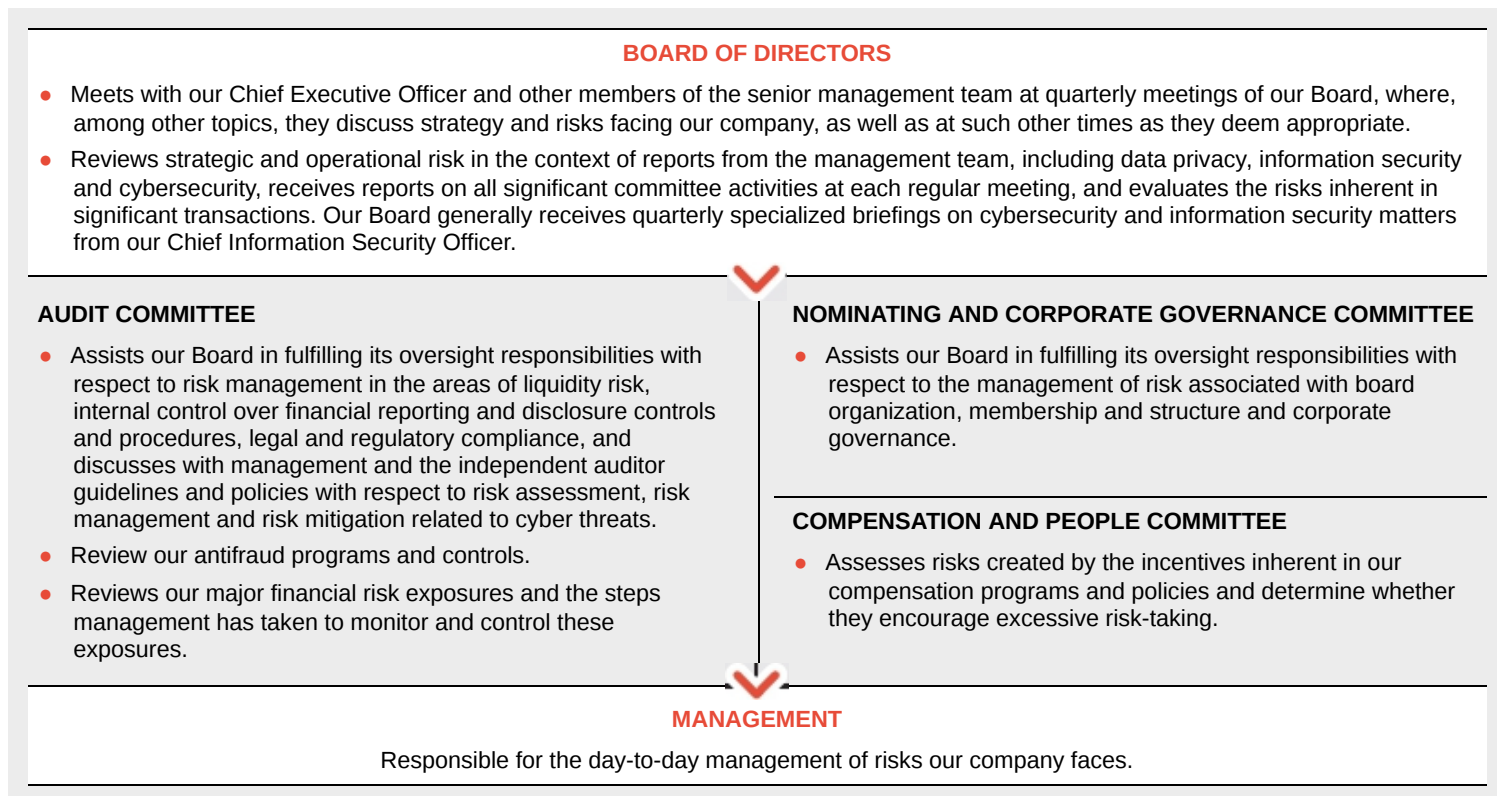 BOARD OF DIRECTORS
● Meets with our Chief Executive Officer and other members of the senior management team at quarterly meetings of our Board, where,
among other topics, they discuss strategy and risks facing our company, as well as at such other times as they deem appropriate.
● Reviews strategic and operational risk in the context of reports from the management team, including data privacy, information security
and cybersecurity, receives reports on all significant committee activities at each regular meeting, and evaluates the risks inherent in
significant transactions. Our Board generally receives quarterly specialized briefings on cybersecurity and information security matters
from our Chief Information Security Officer.
AUDIT COMMITTEE
● Assists our Board in fulfilling its oversight responsibilities with
respect to risk management in the areas of liquidity risk,
internal control over financial reporting and disclosure controls
and procedures, legal and regulatory compliance, and
discusses with management and the independent auditor
guidelines and policies with respect to risk assessment, risk
management and risk mitigation related to cyber threats.
● Review our antifraud programs and controls.
● Reviews our major financial risk exposures and the steps
management has taken to monitor and control these
exposures.
NOMINATING AND CORPORATE GOVERNANCE COMMITTEE
● Assists our Board in fulfilling its oversight responsibilities with
respect to the management of risk associated with board
organization, membership and structure and corporate
governance.
COMPENSATION AND PEOPLE COMMITTEE
● Assesses risks created by the incentives inherent in our
compensation programs and policies and determine whether
they encourage excessive risk-taking.
MANAGEMENT
Responsible for the day-to-day management of risks our company faces.